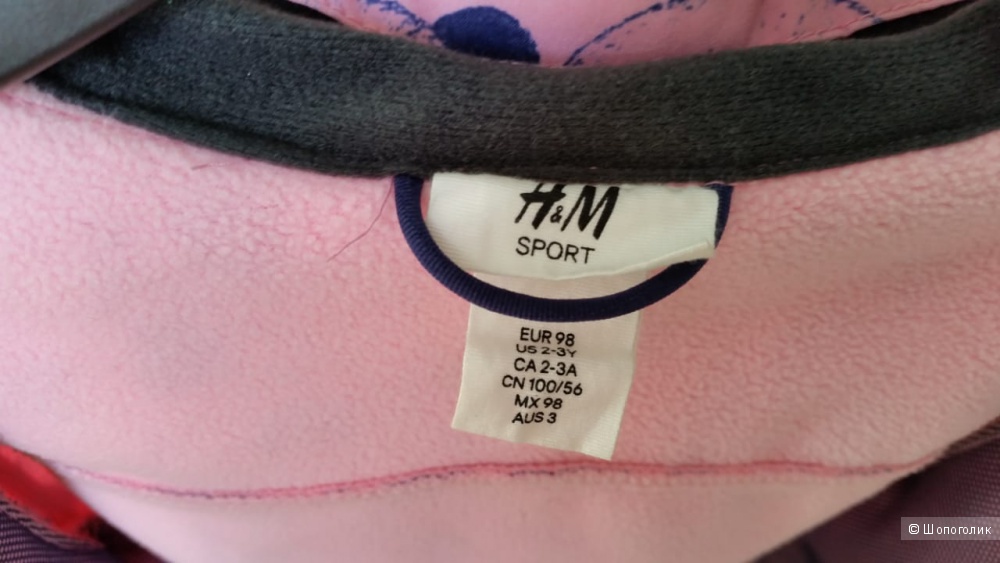 H&M
SPORT
EUR 98
US 2-3Y
CA 2-3A
CN 100/56
MX 98
AUS 3
© Шопоголик